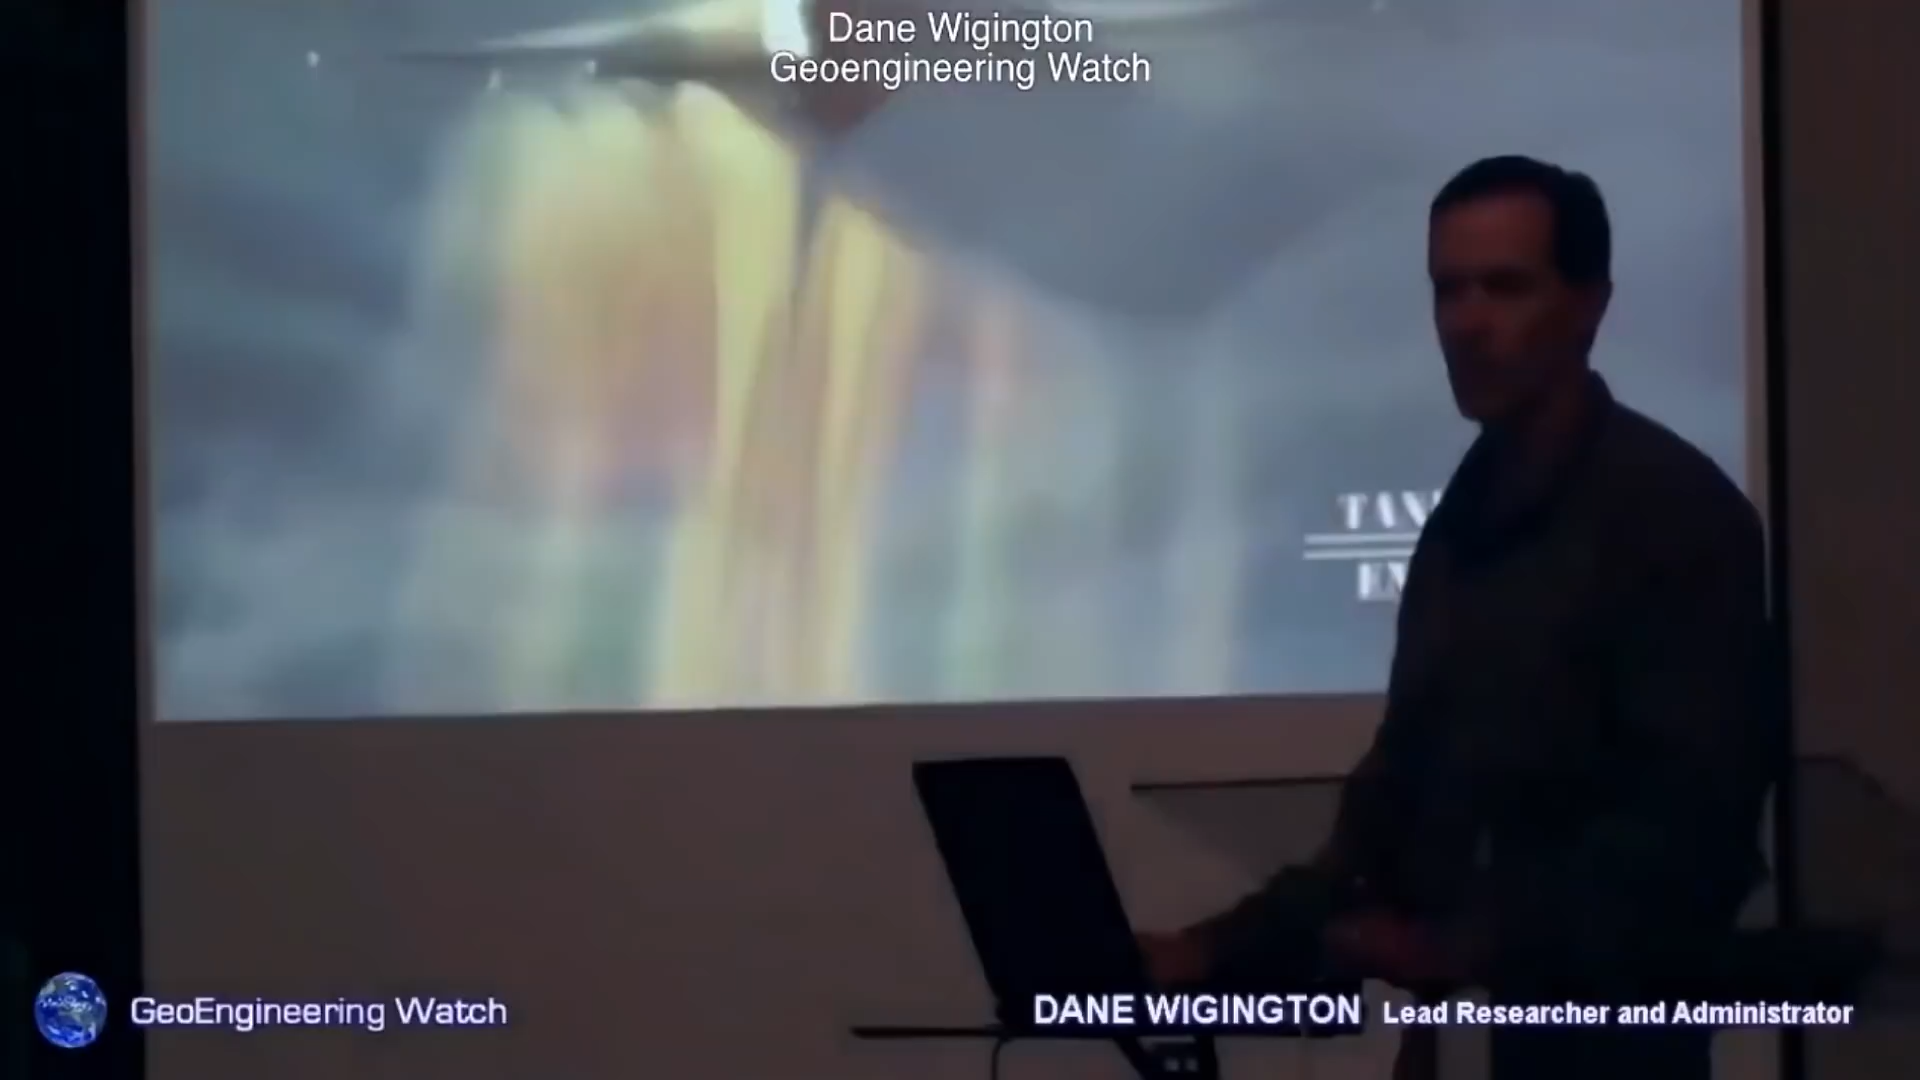 Dane Wigington
Geoengineering Watch
GeoEngineering Watch
DANE WIGINGTON Lead Researcher and Administrator